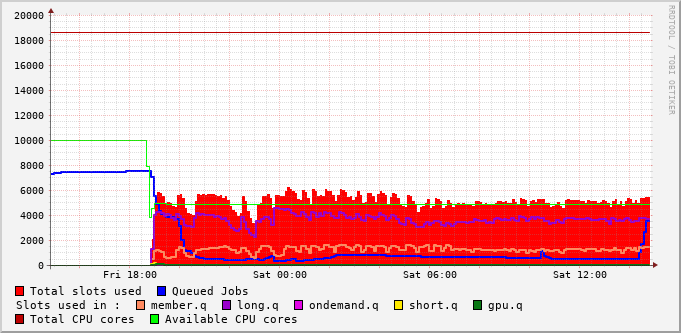 20000
18000
16000
14000
12000
10000
8000
6000
4000
2000
0
Fri 18:00 Sat 00:00 Sat 06:00 Sat 12:00
Total slots used Queued Jobs
Slots used in : member.q long.q ondemand.q short.q gpu.q
Total CPU cores Available CPU cores
RRDTOOL / TOBI OETIKER